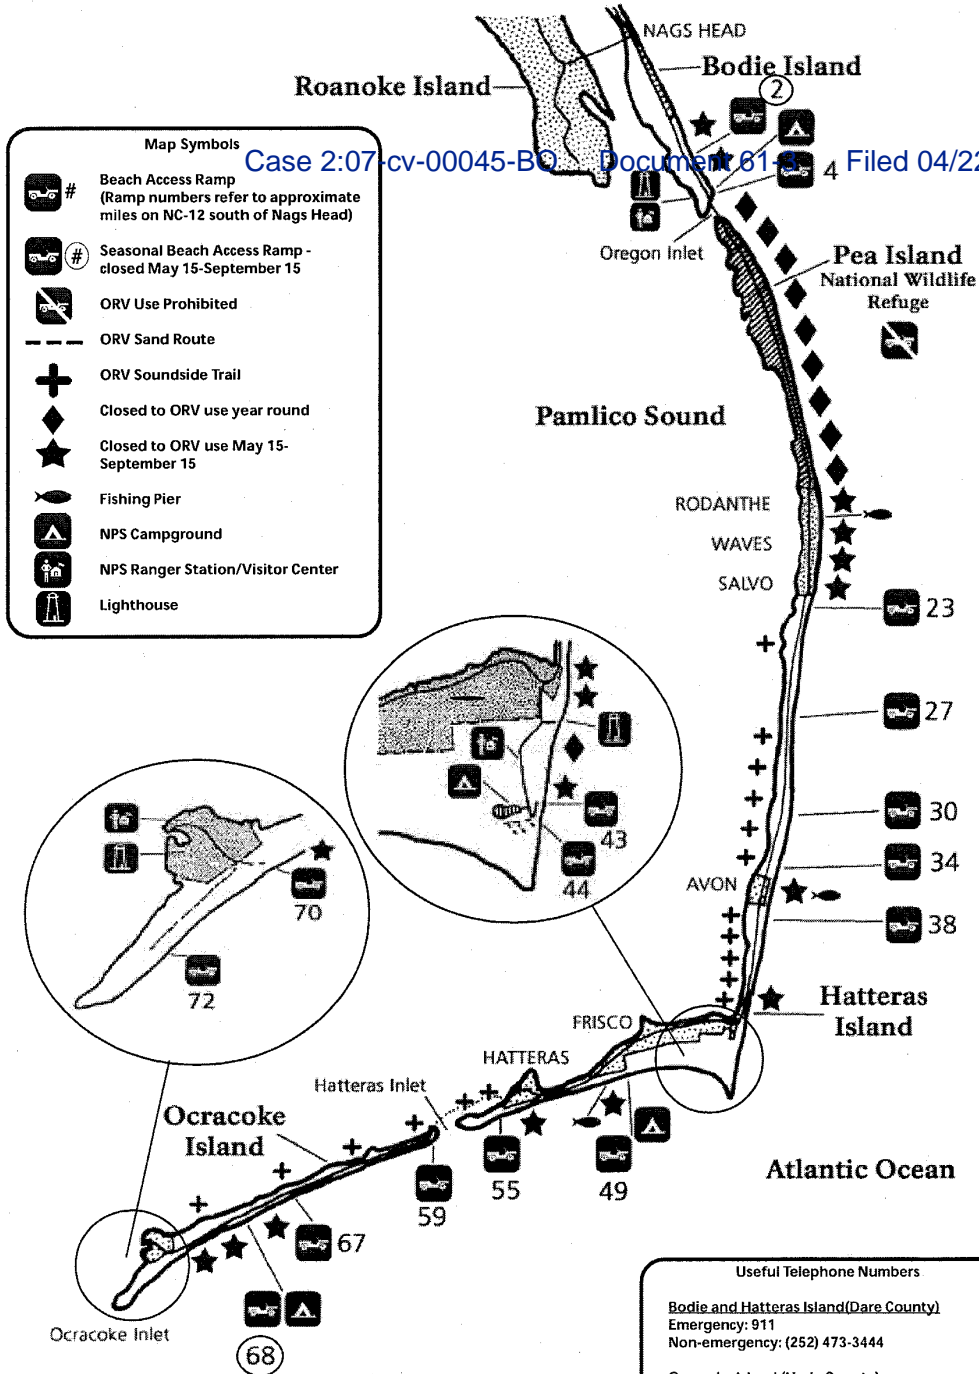 NAGS HEAD
Bodie Island
Roanoke Island
2
Case 2:07-cv-00045-BO Document 61-3 Filed 04/22
4
Map Symbols
#
Beach Access Ramp
(Ramp numbers refer to approximate
miles on NC-12 south of Nags Head)
#
Seasonal Beach Access Ramp -
closed May 15-September 15
ORV Use Prohibited
ORV Sand Route
ORV Soundside Trail
Closed to ORV use year round
Closed to ORV use May 15-
September 15
Fishing Pier
NPS Campground
NPS Ranger Station/Visitor Center
Lighthouse
Oregon Inlet
Pea Island
National Wildlife
Refuge
Pamlico Sound
RODANTHE
WAVES
SALVO
23
27
30
34
AVON
38
43
44
70
72
Hatteras
Island
FRISCO
HATTERAS
Hatteras Inlet
Ocracoke
Island
Atlantic Ocean
49
55
59
67
68
Ocracoke Inlet
Useful Telephone Numbers
Bodie and Hatteras Island(Dare County)
Emergency: 911
Non-emergency: (252) 473-3444